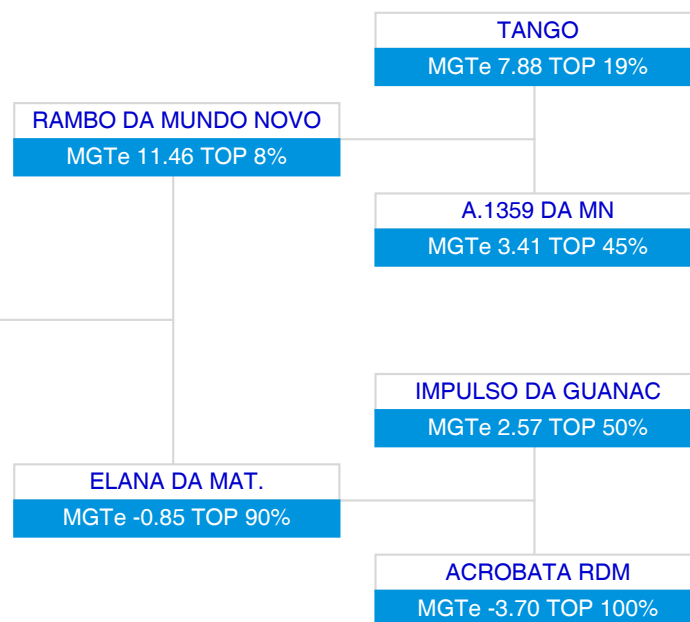 TANGO
MGTe 7.88 TOP 19%
RAMBO DA MUNDO NOVO
MGTe 11.46 TOP 8%
A.1359 DA MN
MGTe 3.41 TOP 45%
IMPULSO DA GUANAC
MGTe 2.57 TOP 50%
ELANA DA MAT.
MGTe -0.85 TOP 90%
ACROBATA RDM
MGTe -3.70 TOP 100%